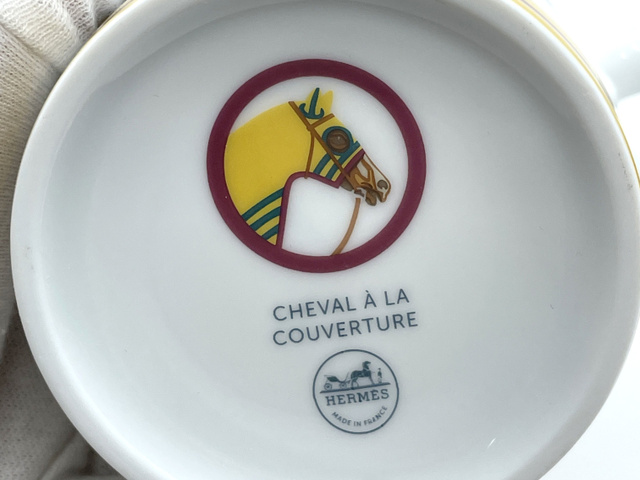 CHEVAL À LA
COUVERTURE
HERMÈS
MADE IN FRANCE